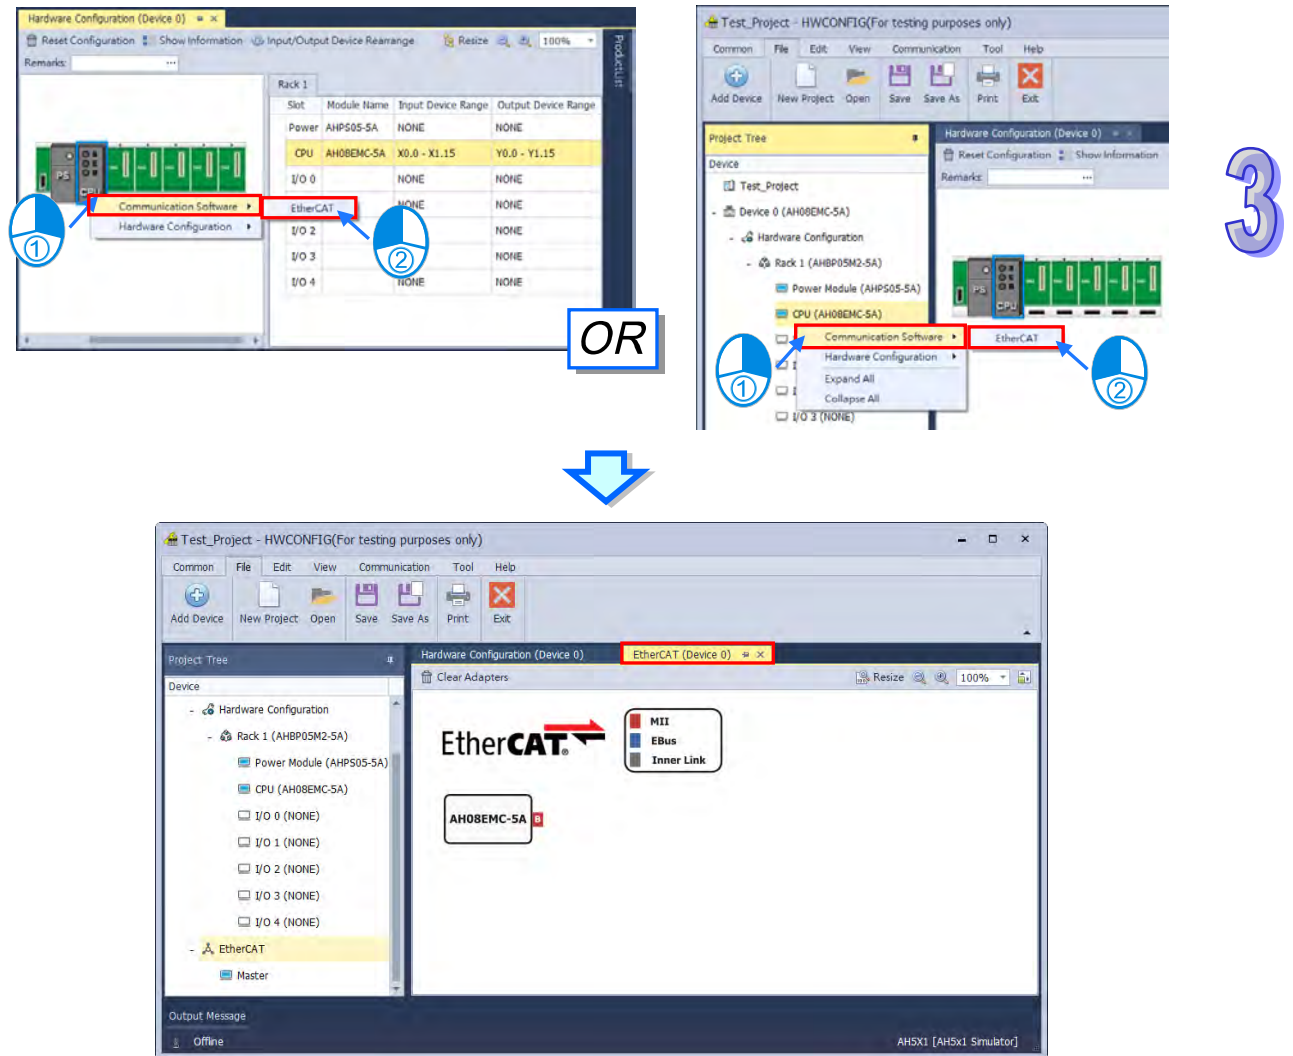 Hardware Configuration (Device 0)
Reset Configuration Show Information Input/Output Device Rearrange Resize 100%
Remarks: ...
ProductList
Rack 1
Slot Module Name Input Device Range Output Device Range
Power AHPS05-5A NONE NONE
CPU AH08EMC-5A X0.0 - X1.15 Y0.0 - Y1.15
I/O 0 NONE NONE
NONE NONE
I/O 2 NONE
I/O 3 NONE
I/O 4 NONE NONE
PS
CPU
Communication Software
EtherCAT
Hardware Configuration
1
2
OR
Test_Project - HWCONFIG(For testing purposes only)
Common File Edit View Communication Tool Help
Add Device New Project Open Save Save As Print Exit
Project Tree
Hardware Configuration (Device 0)
Reset Configuration Show Information
Remarks: ...
Device
Test_Project
- Device 0 (AH08EMC-5A)
- Hardware Configuration
- Rack 1 (AHBP05M2-5A)
Power Module (AHPS05-5A)
CPU (AH08EMC-5A)
PS
CPU
Communication Software
EtherCAT
Hardware Configuration
Expand All
Collapse All
I/O 3 (NONE)
1
2
3
Test_Project - HWCONFIG(For testing purposes only)
Common File Edit View Communication Tool Help
Add Device New Project Open Save Save As Print Exit
Project Tree
Hardware Configuration (Device 0) EtherCAT (Device 0)
Clear Adapters Resize 100%
Device
- Hardware Configuration
- Rack 1 (AHBP05M2-5A)
Power Module (AHPS05-5A)
CPU (AH08EMC-5A)
I/O 0 (NONE)
I/O 1 (NONE)
I/O 2 (NONE)
I/O 3 (NONE)
I/O 4 (NONE)
- EtherCAT
Master
EtherCAT®
MII
EBus
Inner Link
AH08EMC-5A B
Output Message
Offline AH5X1 [AH5x1 Simulator]